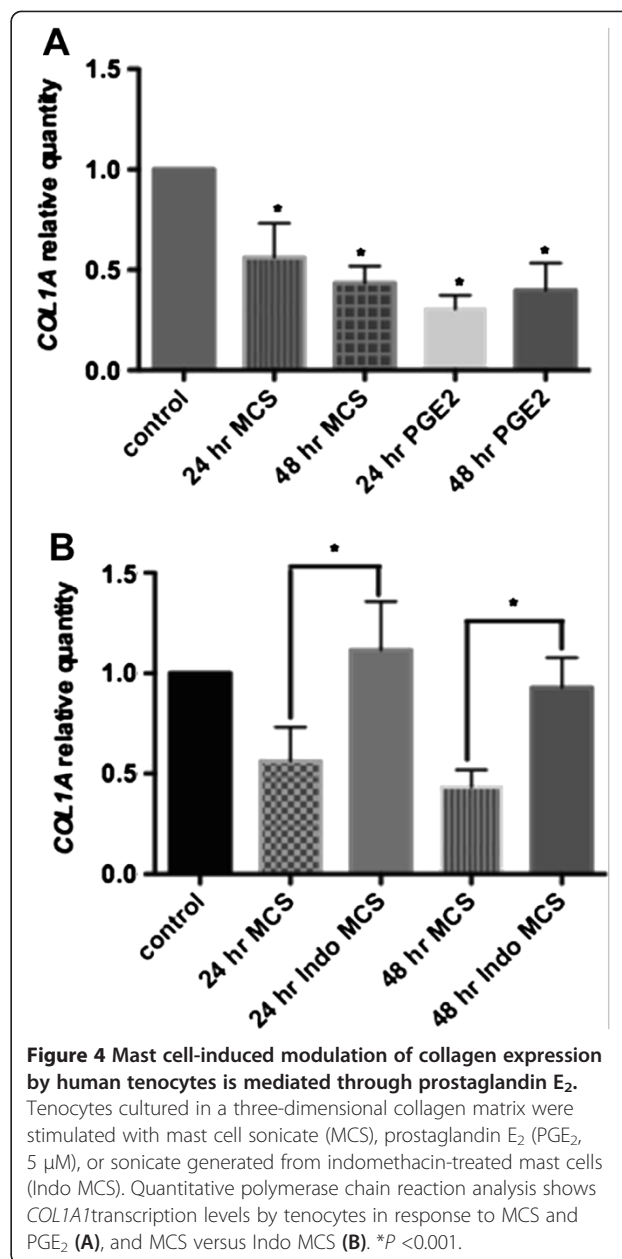 A
COL1A relative quantity
1.5
1.0
0.5
0.0
*
*
*
*
control
24 hr MCS
48 hr MCS
24 hr PGE2
48 hr PGE2
B
COL1A relative quantity
1.5
1.0
0.5
0.0
*
*
control
24 hr MCS
24 hr Indo MCS
48 hr MCS
48 hr Indo MCS
Figure 4 Mast cell-induced modulation of collagen expression
by human tenocytes is mediated through prostaglandin E₂.
Tenocytes cultured in a three-dimensional collagen matrix were
stimulated with mast cell sonicate (MCS), prostaglandin E₂ (PGE₂,
5 μM), or sonicate generated from indomethacin-treated mast cells
(Indo MCS). Quantitative polymerase chain reaction analysis shows
COL1A1transcription levels by tenocytes in response to MCS and
PGE₂ (A), and MCS versus Indo MCS (B). *P <0.001.